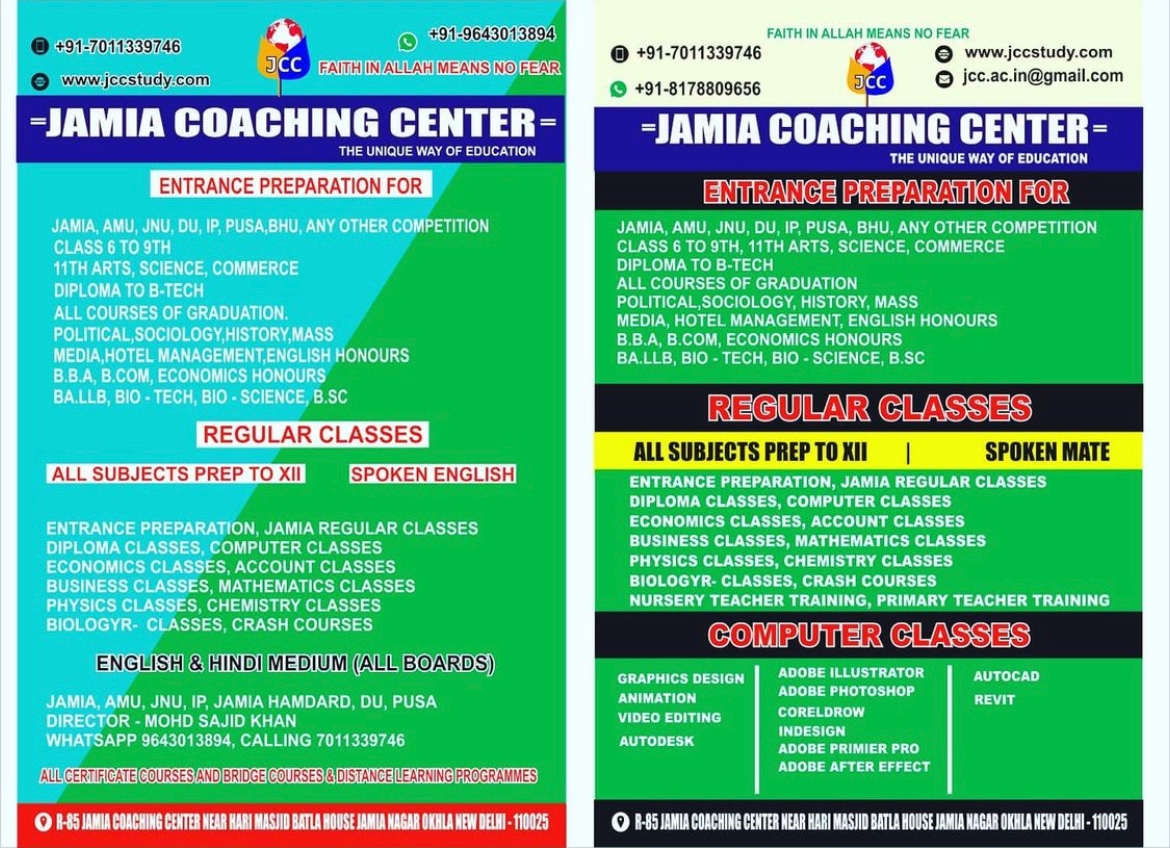 +91-7011339746
+91-9643013894
www.jccstudy.com
JCC
FAITH IN ALLAH MEANS NO FEAR
=JAMIA COACHING CENTER=
THE UNIQUE WAY OF EDUCATION
ENTRANCE PREPARATION FOR
JAMIA, AMU, JNU, DU, IP, PUSA,BHU, ANY OTHER COMPETITION
CLASS 6 TO 9TH
11TH ARTS, SCIENCE, COMMERCE
DIPLOMA TO B-TECH
ALL COURSES OF GRADUATION.
POLITICAL,SOCIOLOGY,HISTORY,MASS
MEDIA,HOTEL MANAGEMENT,ENGLISH HONOURS
B.B.A, B.COM, ECONOMICS HONOURS
BA.LLB, BIO - TECH, BIO - SCIENCE, B.SC
REGULAR CLASSES
ALL SUBJECTS PREP TO XII SPOKEN ENGLISH
ENTRANCE PREPARATION, JAMIA REGULAR CLASSES
DIPLOMA CLASSES, COMPUTER CLASSES
ECONOMICS CLASSES, ACCOUNT CLASSES
BUSINESS CLASSES, MATHEMATICS CLASSES
PHYSICS CLASSES, CHEMISTRY CLASSES
BIOLOGYR- CLASSES, CRASH COURSES
ENGLISH & HINDI MEDIUM (ALL BOARDS)
JAMIA, AMU, JNU, IP, JAMIA HAMDARD, DU, PUSA
DIRECTOR - MOHD SAJID KHAN
WHATSAPP 9643013894, CALLING 7011339746
ALL CERTIFICATE COURSES AND BRIDGE COURSES & DISTANCE LEARNING PROGRAMMES
R-85 JAMIA COACHING CENTER NEAR HARI MASJID BATLA HOUSE JAMIA NAGAR OKHLA NEW DELHI - 110025
FAITH IN ALLAH MEANS NO FEAR
+91-7011339746
www.jccstudy.com
+91-8178809656
JCC
jcc.ac.in@gmail.com
=JAMIA COACHING CENTER=
THE UNIQUE WAY OF EDUCATION
ENTRANCE PREPARATION FOR
JAMIA, AMU, JNU, DU, IP, PUSA, BHU, ANY OTHER COMPETITION
CLASS 6 TO 9TH, 11TH ARTS, SCIENCE, COMMERCE
DIPLOMA TO B-TECH
ALL COURSES OF GRADUATION
POLITICAL,SOCIOLOGY, HISTORY, MASS
MEDIA, HOTEL MANAGEMENT, ENGLISH HONOURS
B.B.A, B.COM, ECONOMICS HONOURS
BA.LLB, BIO - TECH, BIO - SCIENCE, B.SC
REGULAR CLASSES
ALL SUBJECTS PREP TO XII | SPOKEN MATE
ENTRANCE PREPARATION, JAMIA REGULAR CLASSES
DIPLOMA CLASSES, COMPUTER CLASSES
ECONOMICS CLASSES, ACCOUNT CLASSES
BUSINESS CLASSES, MATHEMATICS CLASSES
PHYSICS CLASSES, CHEMISTRY CLASSES
BIOLOGYR- CLASSES, CRASH COURSES
NURSERY TEACHER TRAINING, PRIMARY TEACHER TRAINING
COMPUTER CLASSES
GRAPHICS DESIGN
ANIMATION
VIDEO EDITING
AUTODESK
ADOBE ILLUSTRATOR
ADOBE PHOTOSHOP
CORELDROW
INDESIGN
ADOBE PRIMIER PRO
ADOBE AFTER EFFECT
AUTOCAD
REVIT
R-85 JAMIA COACHING CENTER NEAR HARI MASJID BATLA HOUSE JAMIA NAGAR OKHLA NEW DELHI - 110025